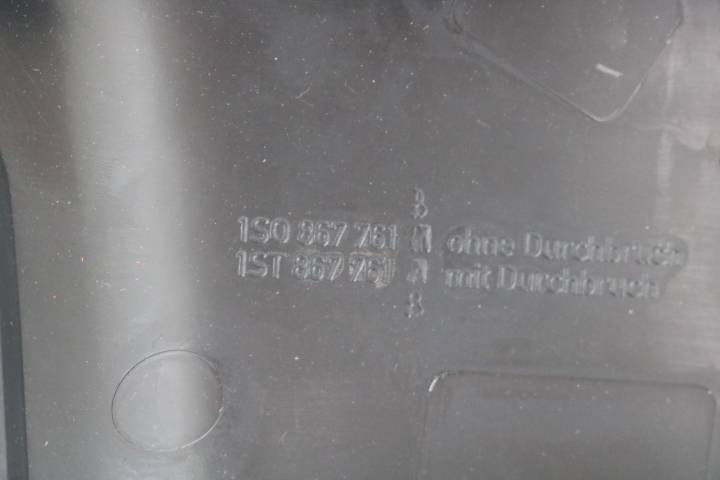 B
1S0 867 761 A ohne Durchbruch
1ST 867 761 A mit Durchbruch
B